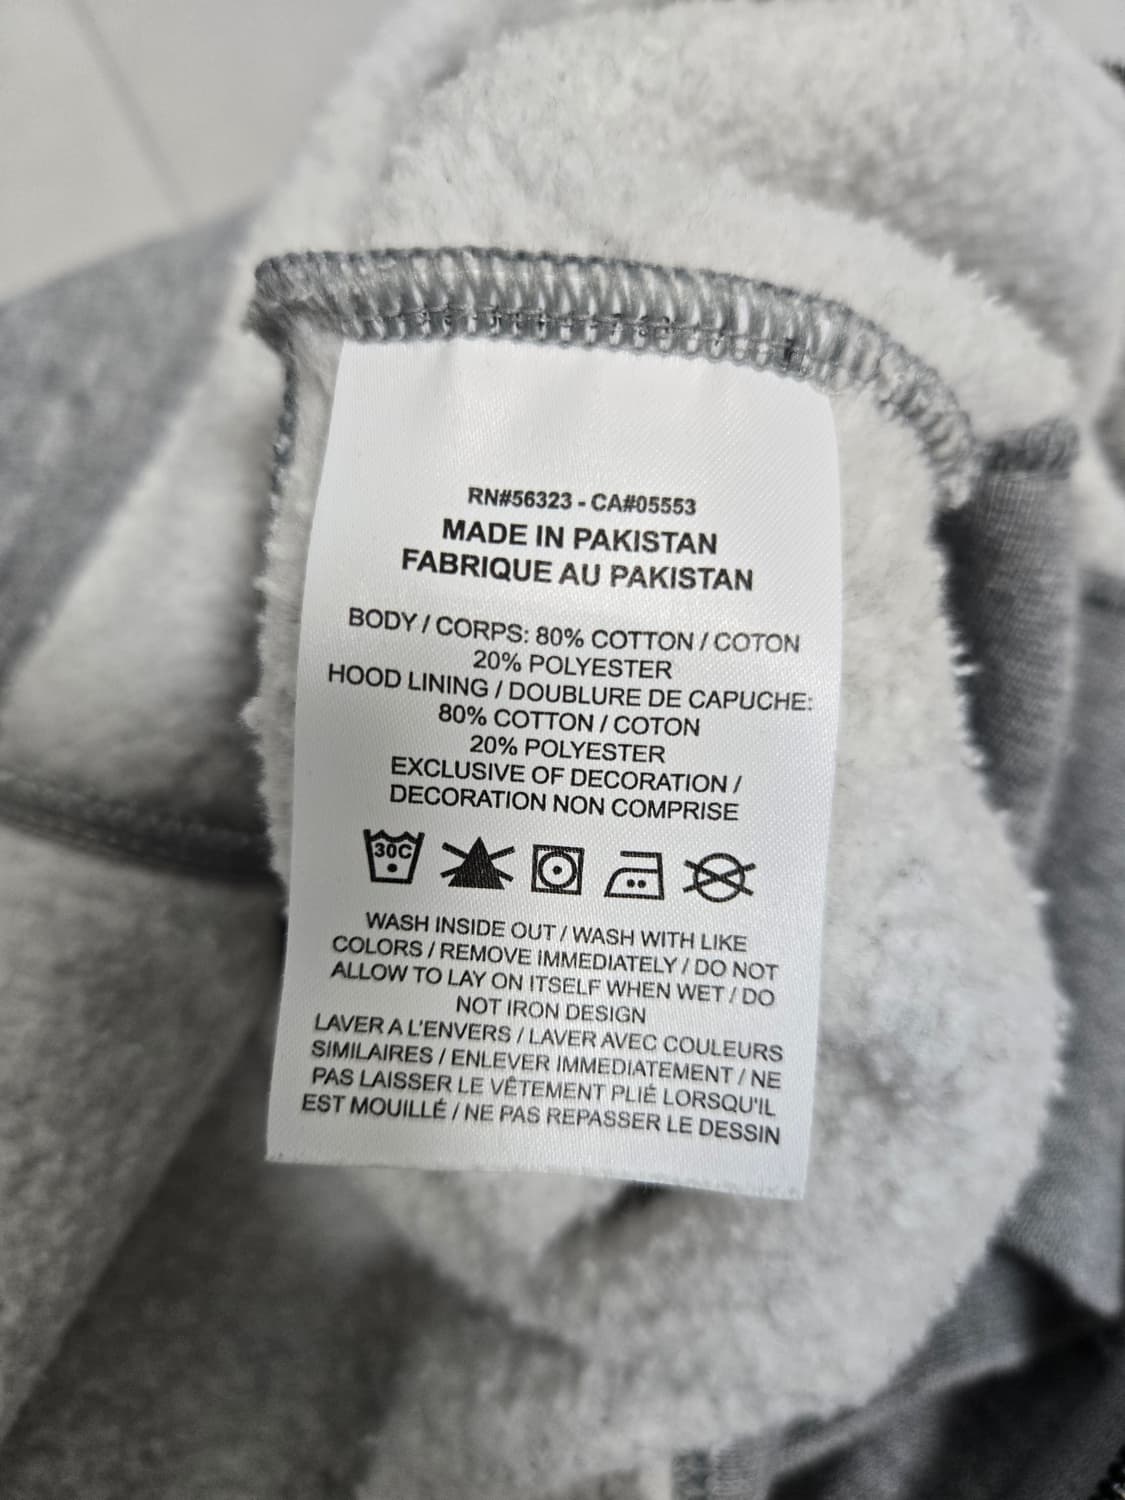 RN#56323 - CA#05553
MADE IN PAKISTAN
FABRIQUE AU PAKISTAN
BODY / CORPS: 80% COTTON / COTON
20% POLYESTER
HOOD LINING / DOUBLURE DE CAPUCHE:
80% COTTON / COTON
20% POLYESTER
EXCLUSIVE OF DECORATION /
DECORATION NON COMPRISE
30C
WASH INSIDE OUT / WASH WITH LIKE
COLORS / REMOVE IMMEDIATELY / DO NOT
ALLOW TO LAY ON ITSELF WHEN WET / DO
NOT IRON DESIGN
LAVER A L'ENVERS / LAVER AVEC COULEURS
SIMILAIRES / ENLEVER IMMEDIATEMENT / NE
PAS LAISSER LE VÊTEMENT PLIÉ LORSQU'IL
EST MOUILLÉ / NE PAS REPASSER LE DESSIN